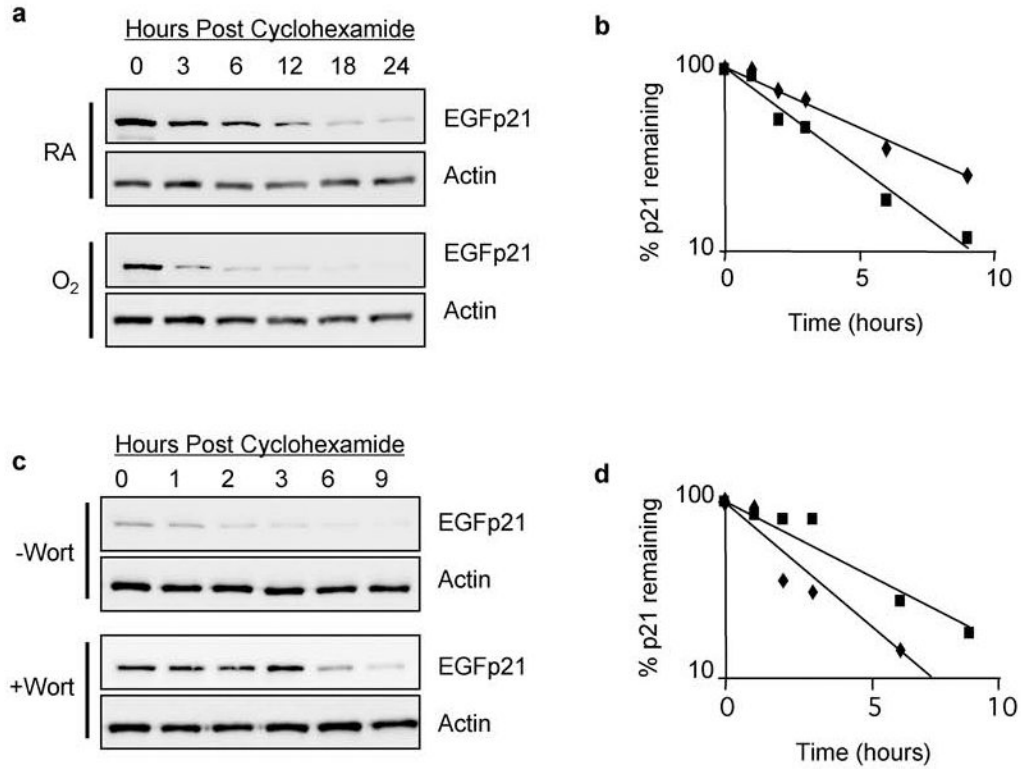 a
Hours Post Cyclohexamide
0 3 6 12 18 24
RA
EGFp21
Actin
O2
EGFp21
Actin
b
% p21 remaining
100
10
0 5 10
Time (hours)
c
Hours Post Cyclohexamide
0 1 2 3 6 9
-Wort
EGFp21
Actin
+Wort
EGFp21
Actin
d
% p21 remaining
100
10
0 5 10
Time (hours)